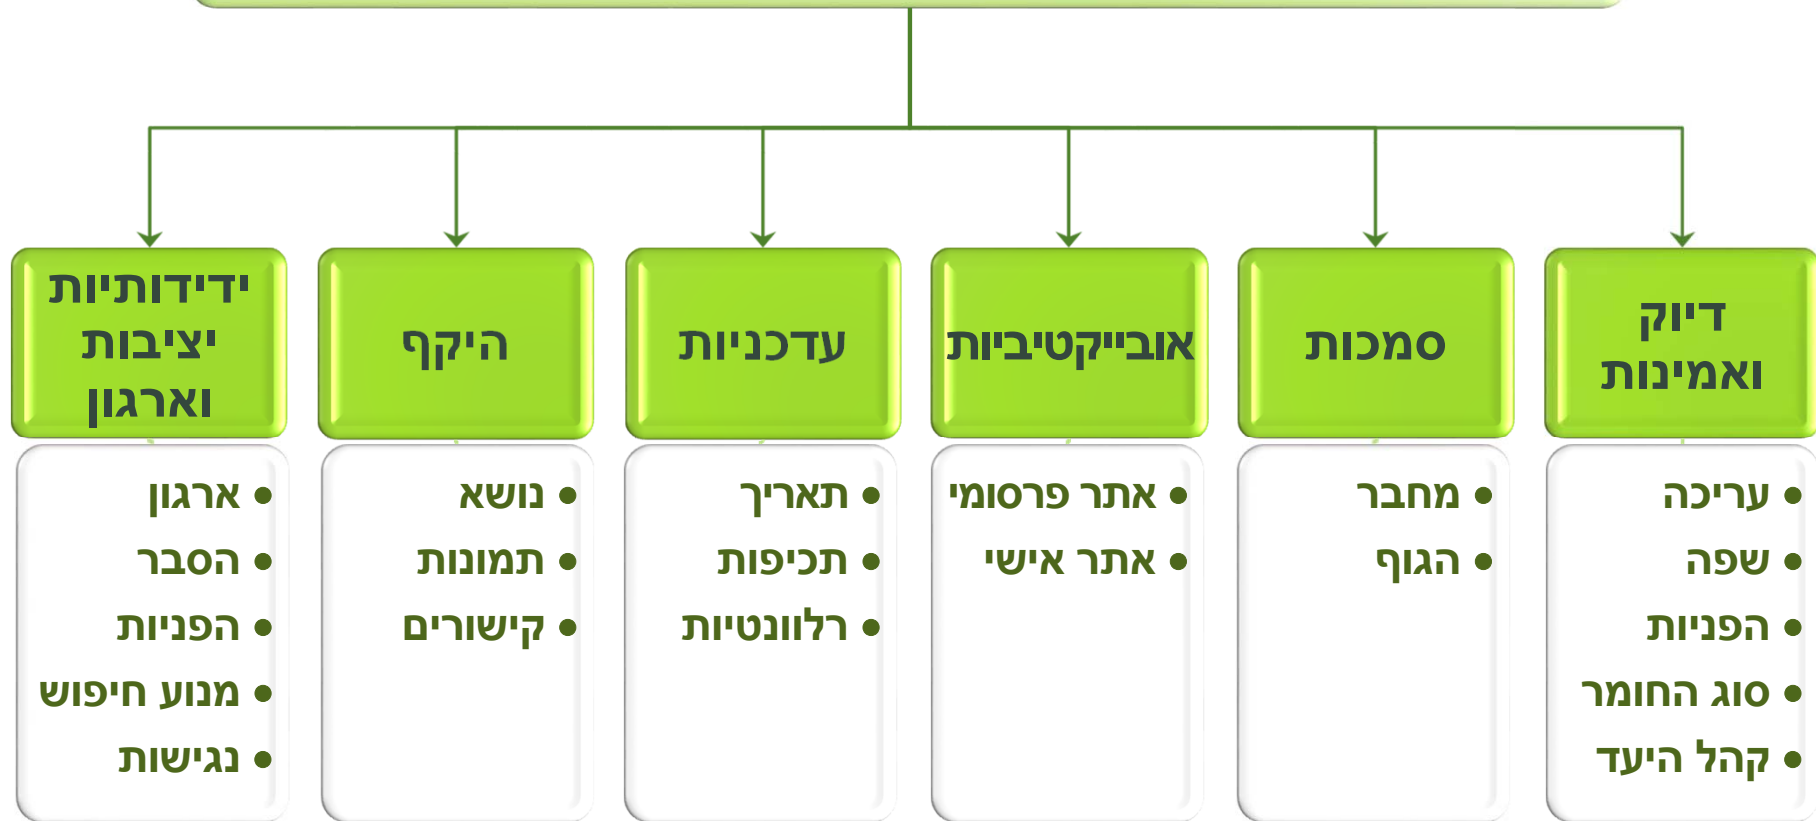 דיוק
ואמינות
עריכה
שפה
הפניות
סוג החומר
קהל היעד
סמכות
מחבר
הגוף
אובייקטיביות
אתר פרסומי
אתר אישי
עדכניות
תאריך
תכיפות
רלוונטיות
היקף
נושא
תמונות
קישורים
ידידותיות
יציבות
וארגון
ארגון
הסבר
הפניות
מנוע חיפוש
נגישות